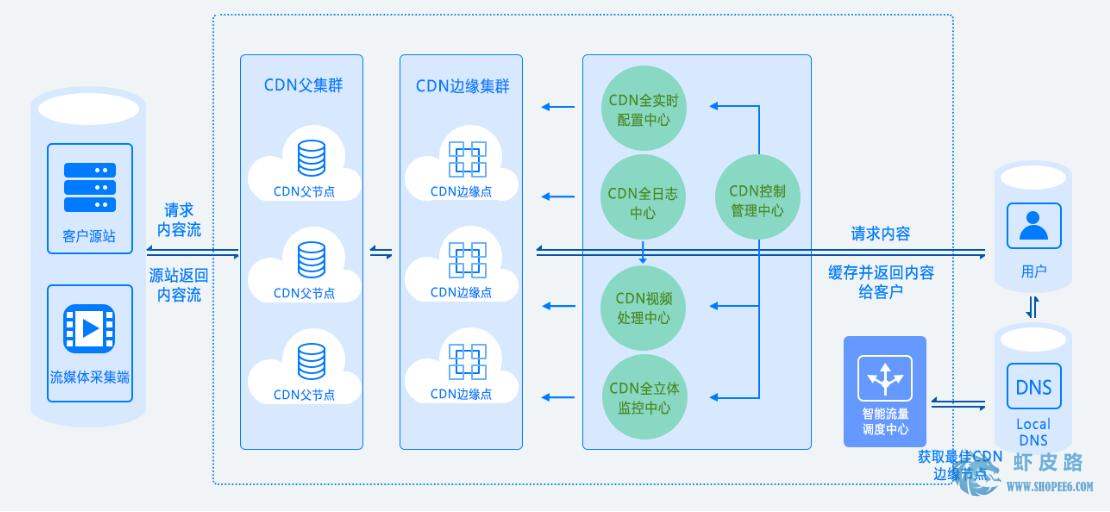 CDN父集群
CDN父节点
CDN父节点
CDN父节点
CDN边缘集群
CDN边缘点
CDN边缘点
CDN边缘点
CDN全实时
配置中心
CDN全日志
中心
CDN控制
管理中心
CDN视频
处理中心
CDN全立体
监控中心
客户源站
流媒体采集端
请求
内容流
源站返回
内容流
请求内容
缓存并返回内容
给客户
用户
DNS
Local
DNS
智能流量
调度中心
获取最佳CDN
边缘节点
虾皮路
WWW.SHOPEE6.COM